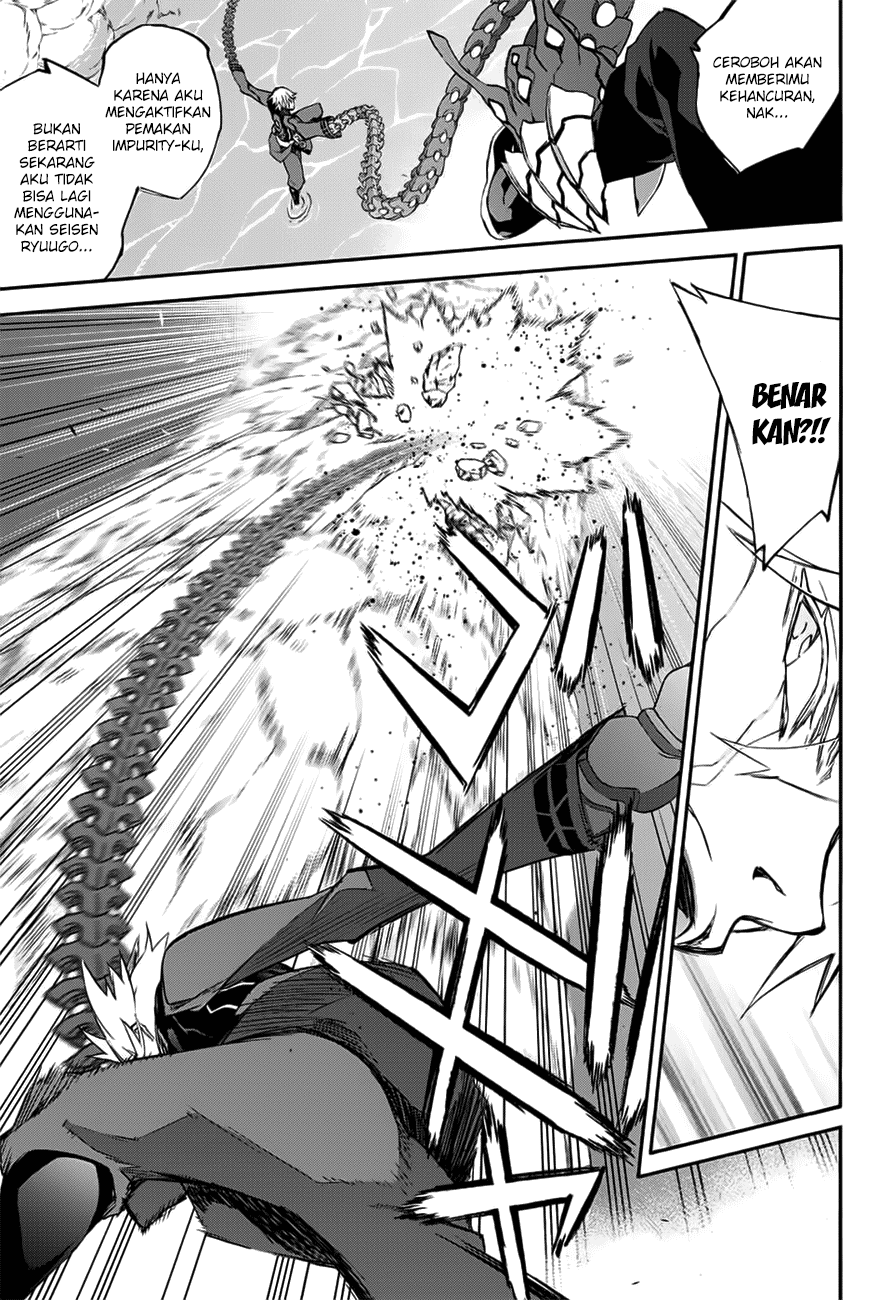 CEROBOH AKAN
MEMBERIMU
KEHANCURAN,
NAK...
HANYA
KARENA AKU
MENGAKTIFKAN
PEMAKAN
IMPURITY-KU,
BUKAN
BERARTI
SEKARANG
AKU TIDAK
BISA LAGI
MENGGUNA-
KAN SEISEN
RYUUGO...
BENAR
KAN?!!